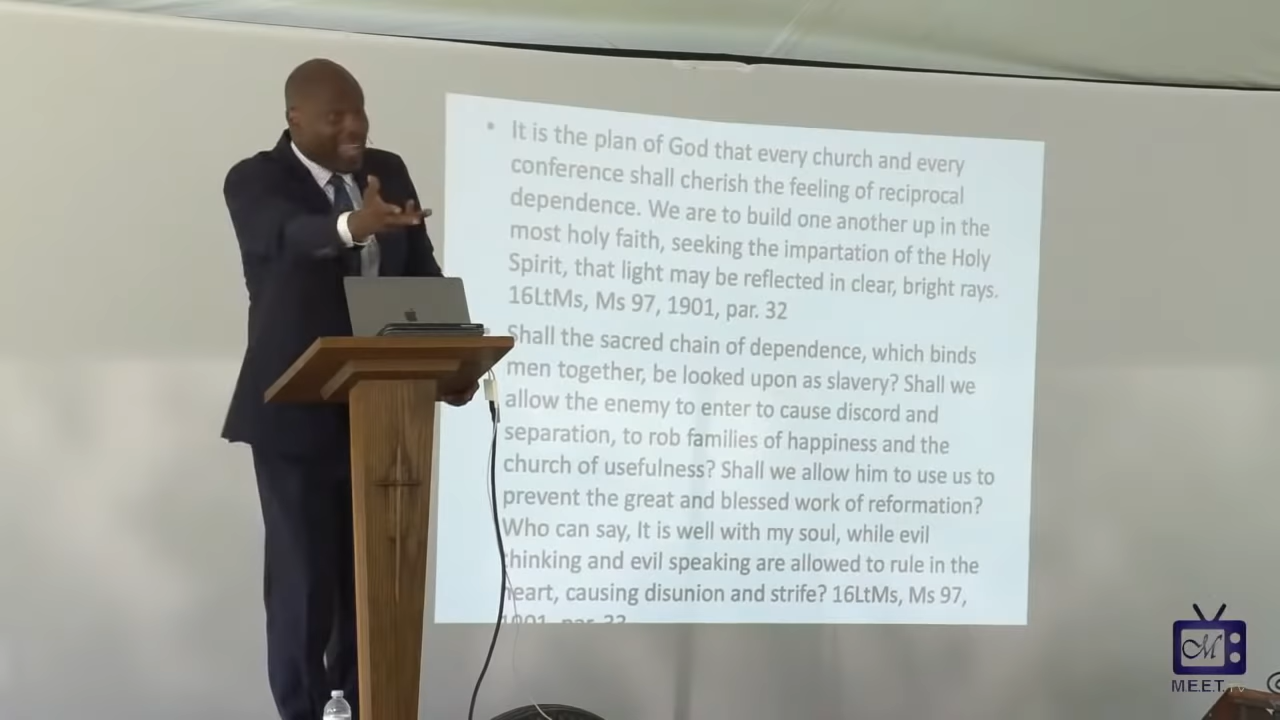 • It is the plan of God that every church and every
conference shall cherish the feeling of reciprocal
dependence. We are to build one another up in the
most holy faith, seeking the impartation of the Holy
Spirit, that light may be reflected in clear, bright rays.
16LtMs, Ms 97, 1901, par. 32
Shall the sacred chain of dependence, which binds
men together, be looked upon as slavery? Shall we
allow the enemy to enter to cause discord and
separation, to rob families of happiness and the
church of usefulness? Shall we allow him to use us to
prevent the great and blessed work of reformation?
Who can say, It is well with my soul, while evil
thinking and evil speaking are allowed to rule in the
heart, causing disunion and strife? 16LtMs, Ms 97,
1901, par. 33
M
M.E.E.T.TV